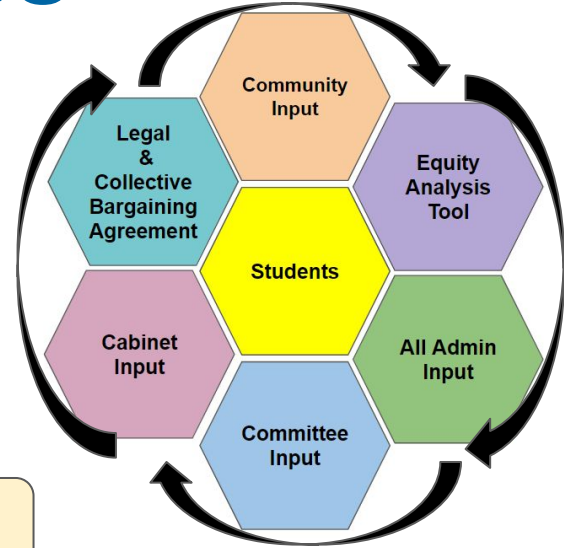 Community
Input
Legal
&
Collective
Bargaining
Agreement
Equity
Analysis
Tool
Students
Cabinet
Input
All Admin
Input
Committee
Input